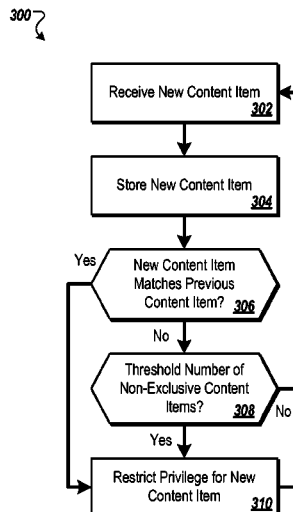 300
Receive New Content Item
302
Store New Content Item
304
New Content Item
Matches Previous
Content Item?
306
Yes
No
Threshold Number of
Non-Exclusive Content
Items?
308
No
Yes
Restrict Privilege for New
Content Item
310